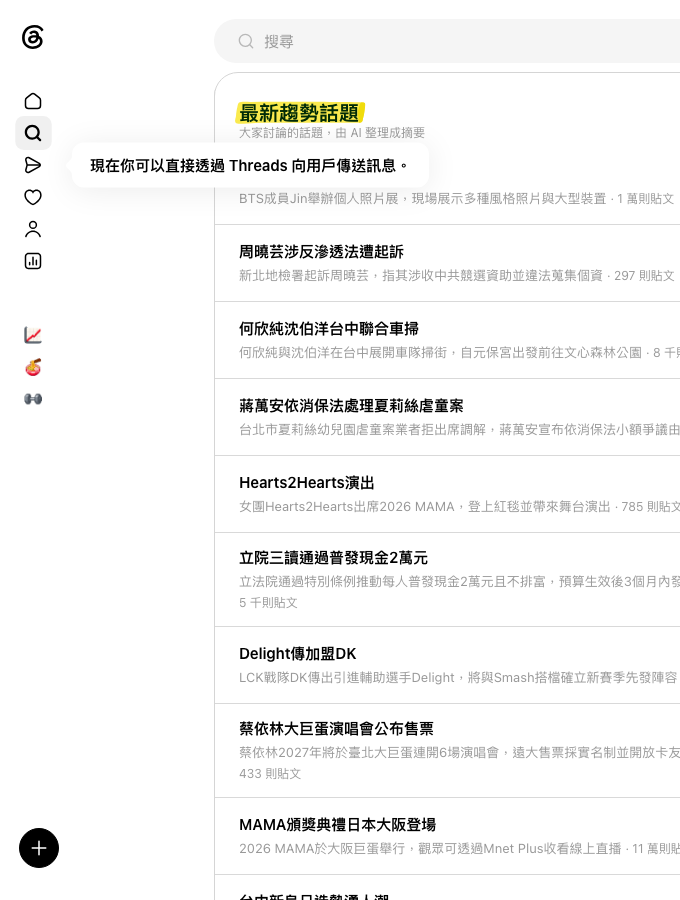 搜尋
最新趨勢話題
大家討論的話題，由 AI 整理成摘要
現在你可以直接透過 Threads 向用戶傳送訊息。
BTS成員Jin舉辦個人照片展，現場展示多種風格照片與大型裝置 · 1 萬則貼文
周曉芸涉反滲透法遭起訴
新北地檢署起訴周曉芸，指其涉收中共競選資助並違法蒐集個資 · 297 則貼文
何欣純沈伯洋台中聯合車掃
何欣純與沈伯洋在台中展開車隊掃街，自元保宮出發前往文心森林公園 · 8 千則
蔣萬安依消保法處理夏莉絲虐童案
台北市夏莉絲幼兒園虐童案業者拒出席調解，蔣萬安宣布依消保法小額爭議由
Hearts2Hearts演出
女團Hearts2Hearts出席2026 MAMA，登上紅毯並帶來舞台演出 · 785 則貼文
立院三讀通過普發現金2萬元
立法院通過特別條例推動每人普發現金2萬元且不排富，預算生效後3個月內發
5 千則貼文
Delight傳加盟DK
LCK戰隊DK傳出引進輔助選手Delight，將與Smash搭檔確立新賽季先發陣容
蔡依林大巨蛋演唱會公布售票
蔡依林2027年將於臺北大巨蛋連開6場演唱會，遠大售票採實名制並開放卡友
433 則貼文
MAMA頒獎典禮日本大阪登場
2026 MAMA於大阪巨蛋舉行，觀眾可透過Mnet Plus收看線上直播 · 11 萬則貼